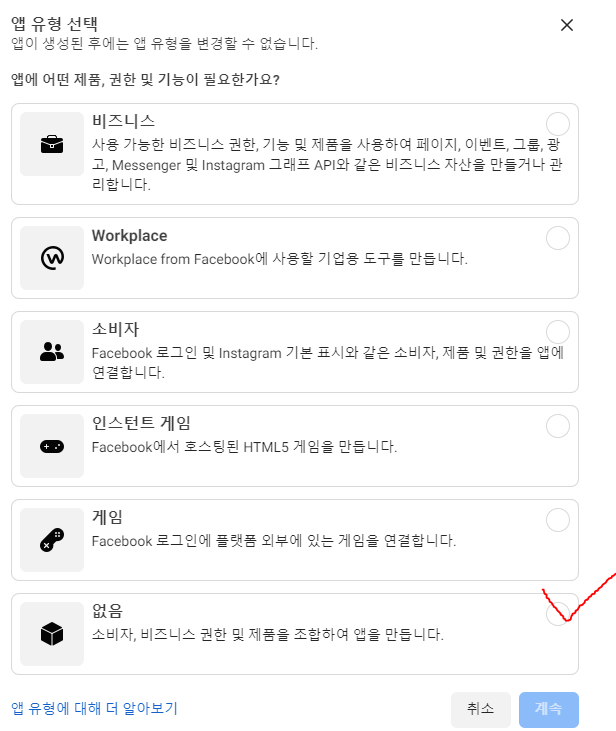 앱 유형 선택
앱이 생성된 후에는 앱 유형을 변경할 수 없습니다.
앱에 어떤 제품, 권한 및 기능이 필요한가요?
비즈니스
사용 가능한 비즈니스 권한, 기능 및 제품을 사용하여 페이지, 이벤트, 그룹, 광
고, Messenger 및 Instagram 그래프 API와 같은 비즈니스 자산을 만들거나 관
리합니다.
Workplace
Workplace from Facebook에 사용할 기업용 도구를 만듭니다.
소비자
Facebook 로그인 및 Instagram 기본 표시와 같은 소비자, 제품 및 권한을 앱에
연결합니다.
인스턴트 게임
Facebook에서 호스팅된 HTML5 게임을 만듭니다.
게임
Facebook 로그인에 플랫폼 외부에 있는 게임을 연결합니다.
없음
소비자, 비즈니스 권한 및 제품을 조합하여 앱을 만듭니다.
앱 유형에 대해 더 알아보기
취소
계속